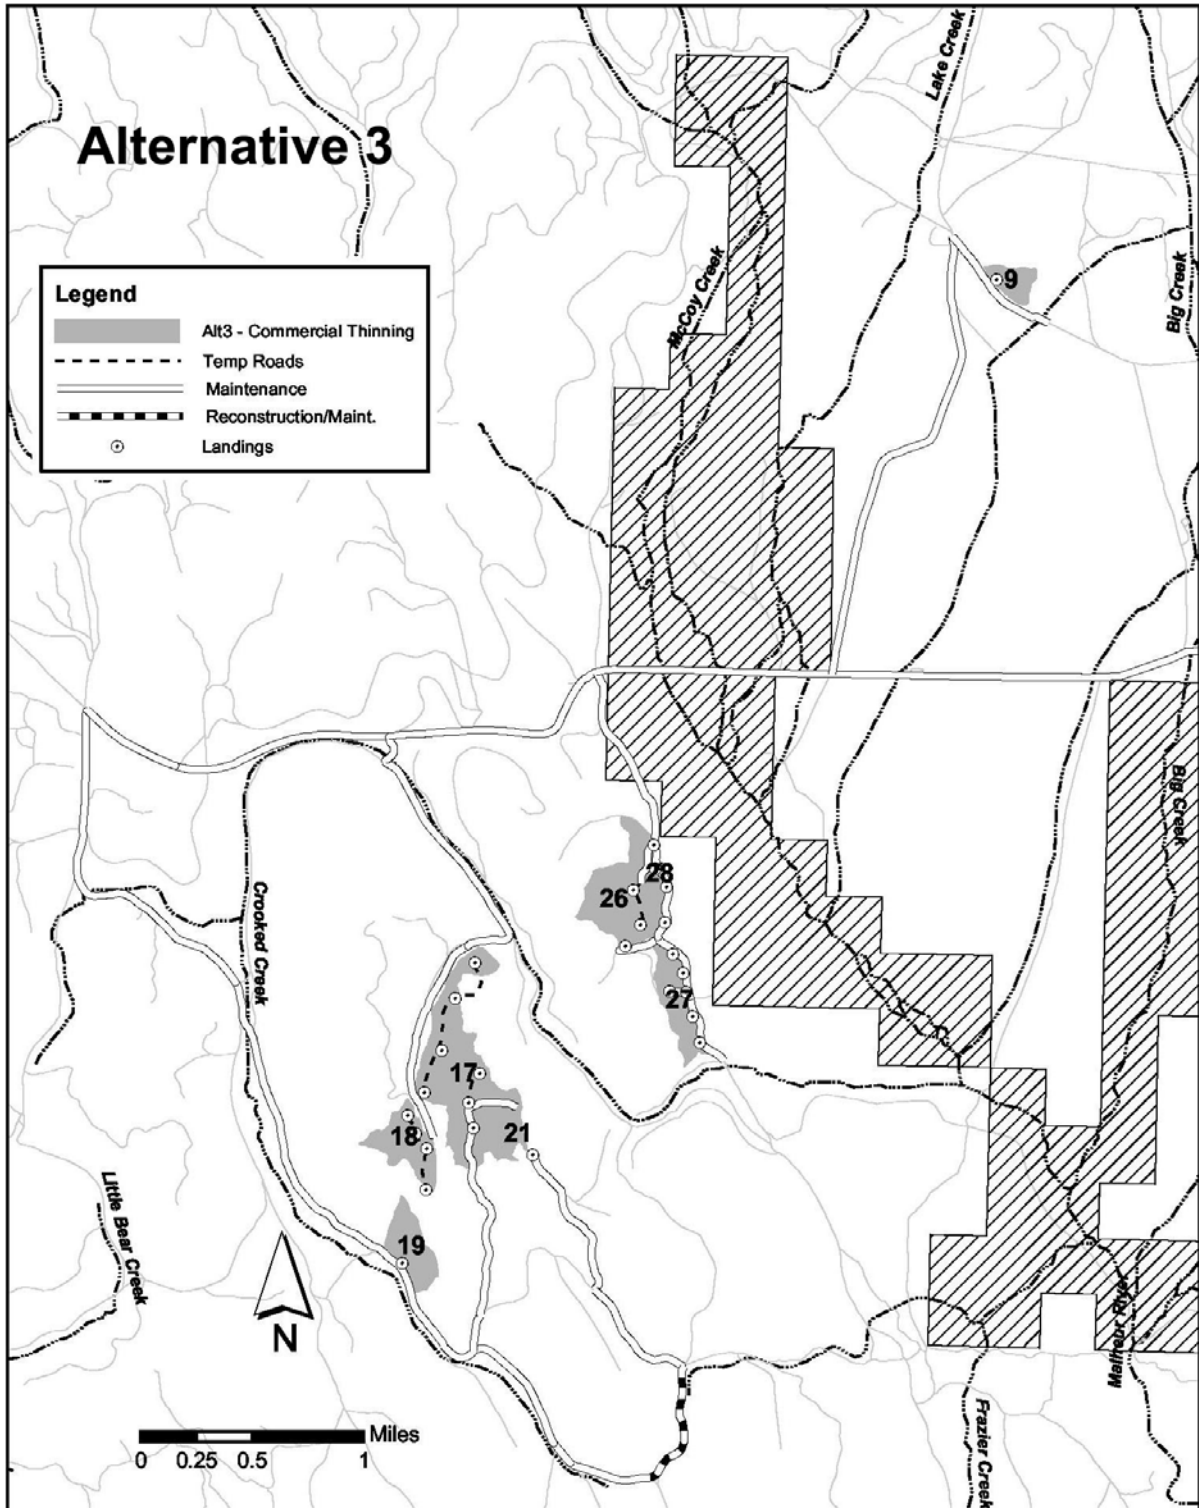 Alternative 3
Lake Creek
McCoy Creek
Big Creek
9
Legend
Alt3 - Commercial Thinning
Temp Roads
Maintenance
Reconstruction/Maint.
Landings
Big Creek
28
26
27
Crooked Creek
17
18
21
19
Little Bear Creek
N
Malheur River
Frazier Creek
Miles
0 0.25 0.5 1